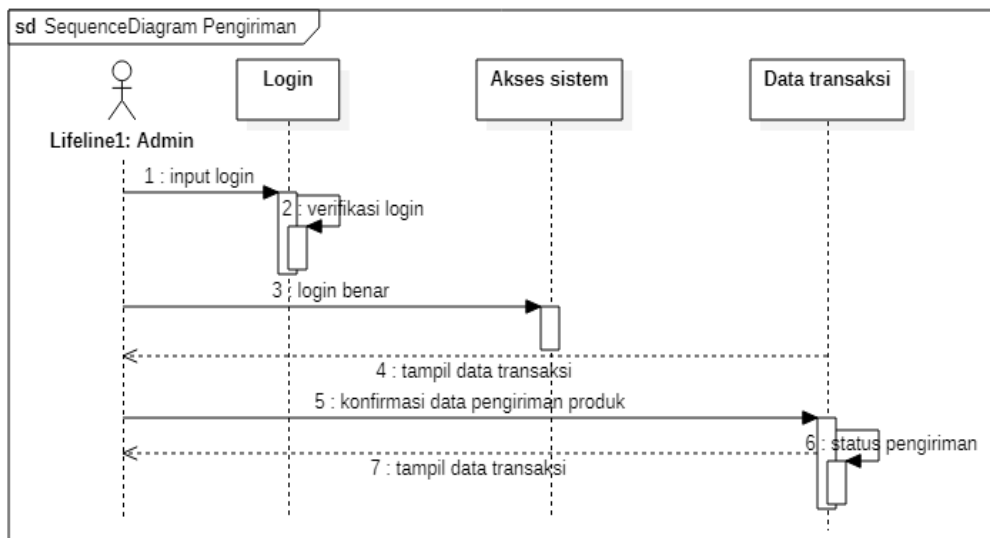 sd SequenceDiagram Pengiriman
Login
Akses sistem
Data transaksi
Lifeline1: Admin
1 : input login
2 : verifikasi login
3 : login benar
4 : tampil data transaksi
5 : konfirmasi data pengiriman produk
6 : status pengiriman
7 : tampil data transaksi